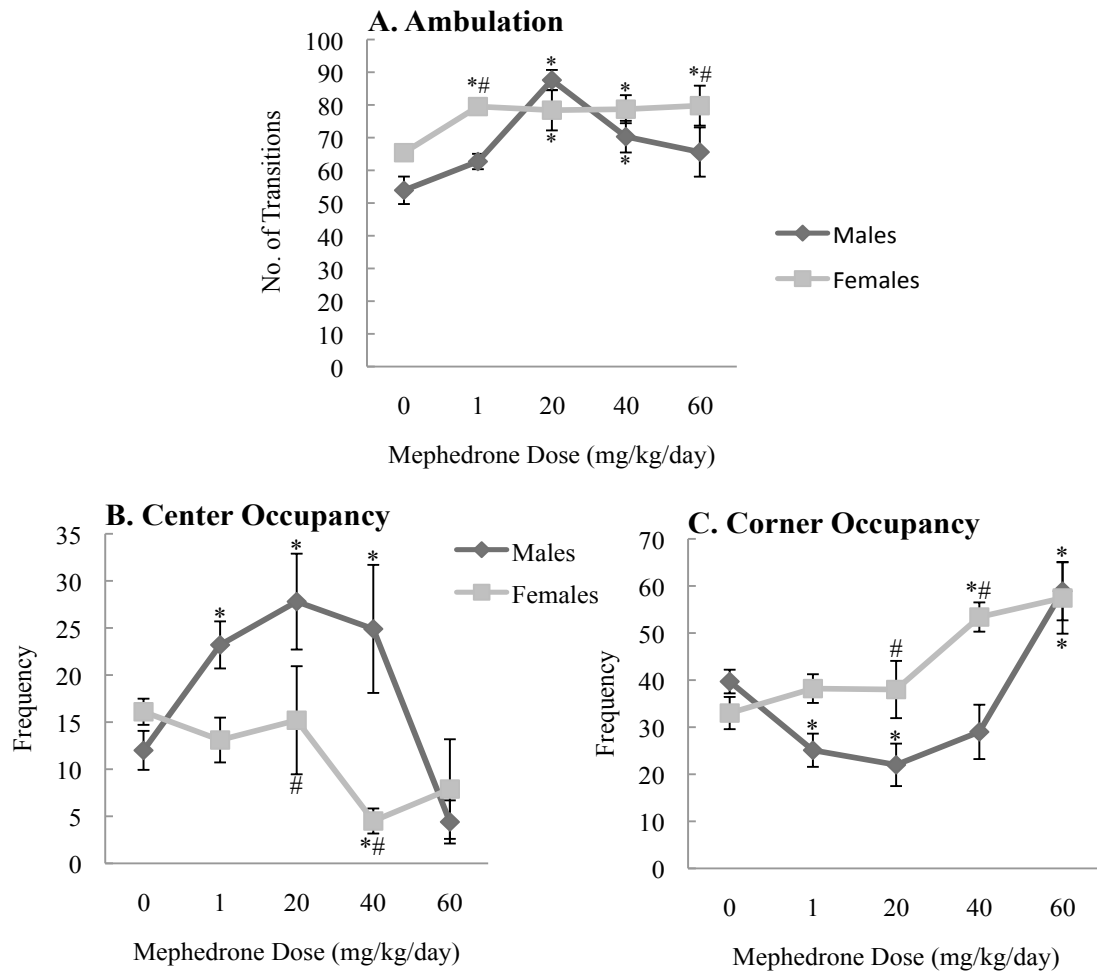 A. Ambulation
100
90
80
70
60
50
40
30
20
10
0
No. of Transitions
*#
*
*
*
*
*#
0 1 20 40 60
Mephedrone Dose (mg/kg/day)
Males
Females
B. Center Occupancy
35
30
25
20
15
10
5
0
Frequency
*
*
*
#
*#
0 1 20 40 60
Mephedrone Dose (mg/kg/day)
Males
Females
C. Corner Occupancy
70
60
50
40
30
20
10
0
Frequency
*
*
#
*#
*
*
0 1 20 40 60
Mephedrone Dose (mg/kg/day)